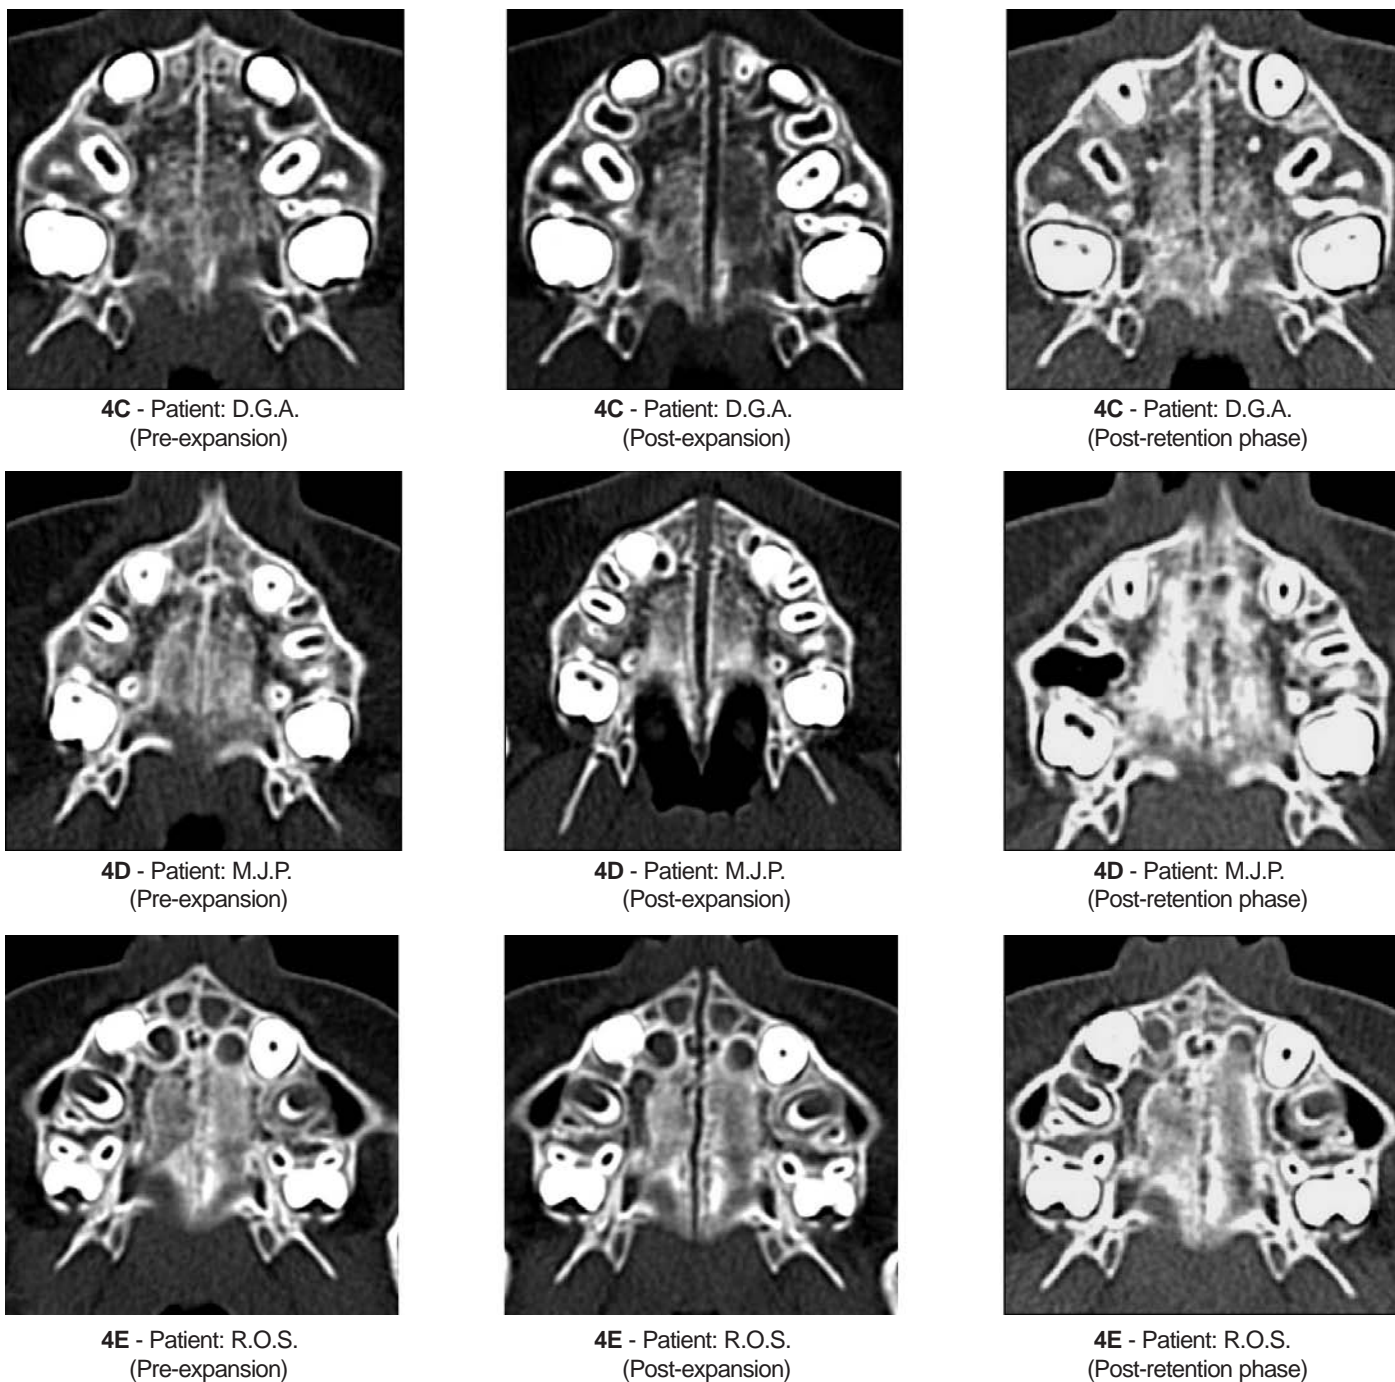 4C - Patient: D.G.A.
(Pre-expansion)
4C - Patient: D.G.A.
(Post-expansion)
4C - Patient: D.G.A.
(Post-retention phase)
4D - Patient: M.J.P.
(Pre-expansion)
4D - Patient: M.J.P.
(Post-expansion)
4D - Patient: M.J.P.
(Post-retention phase)
4E - Patient: R.O.S.
(Pre-expansion)
4E - Patient: R.O.S.
(Post-expansion)
4E - Patient: R.O.S.
(Post-retention phase)